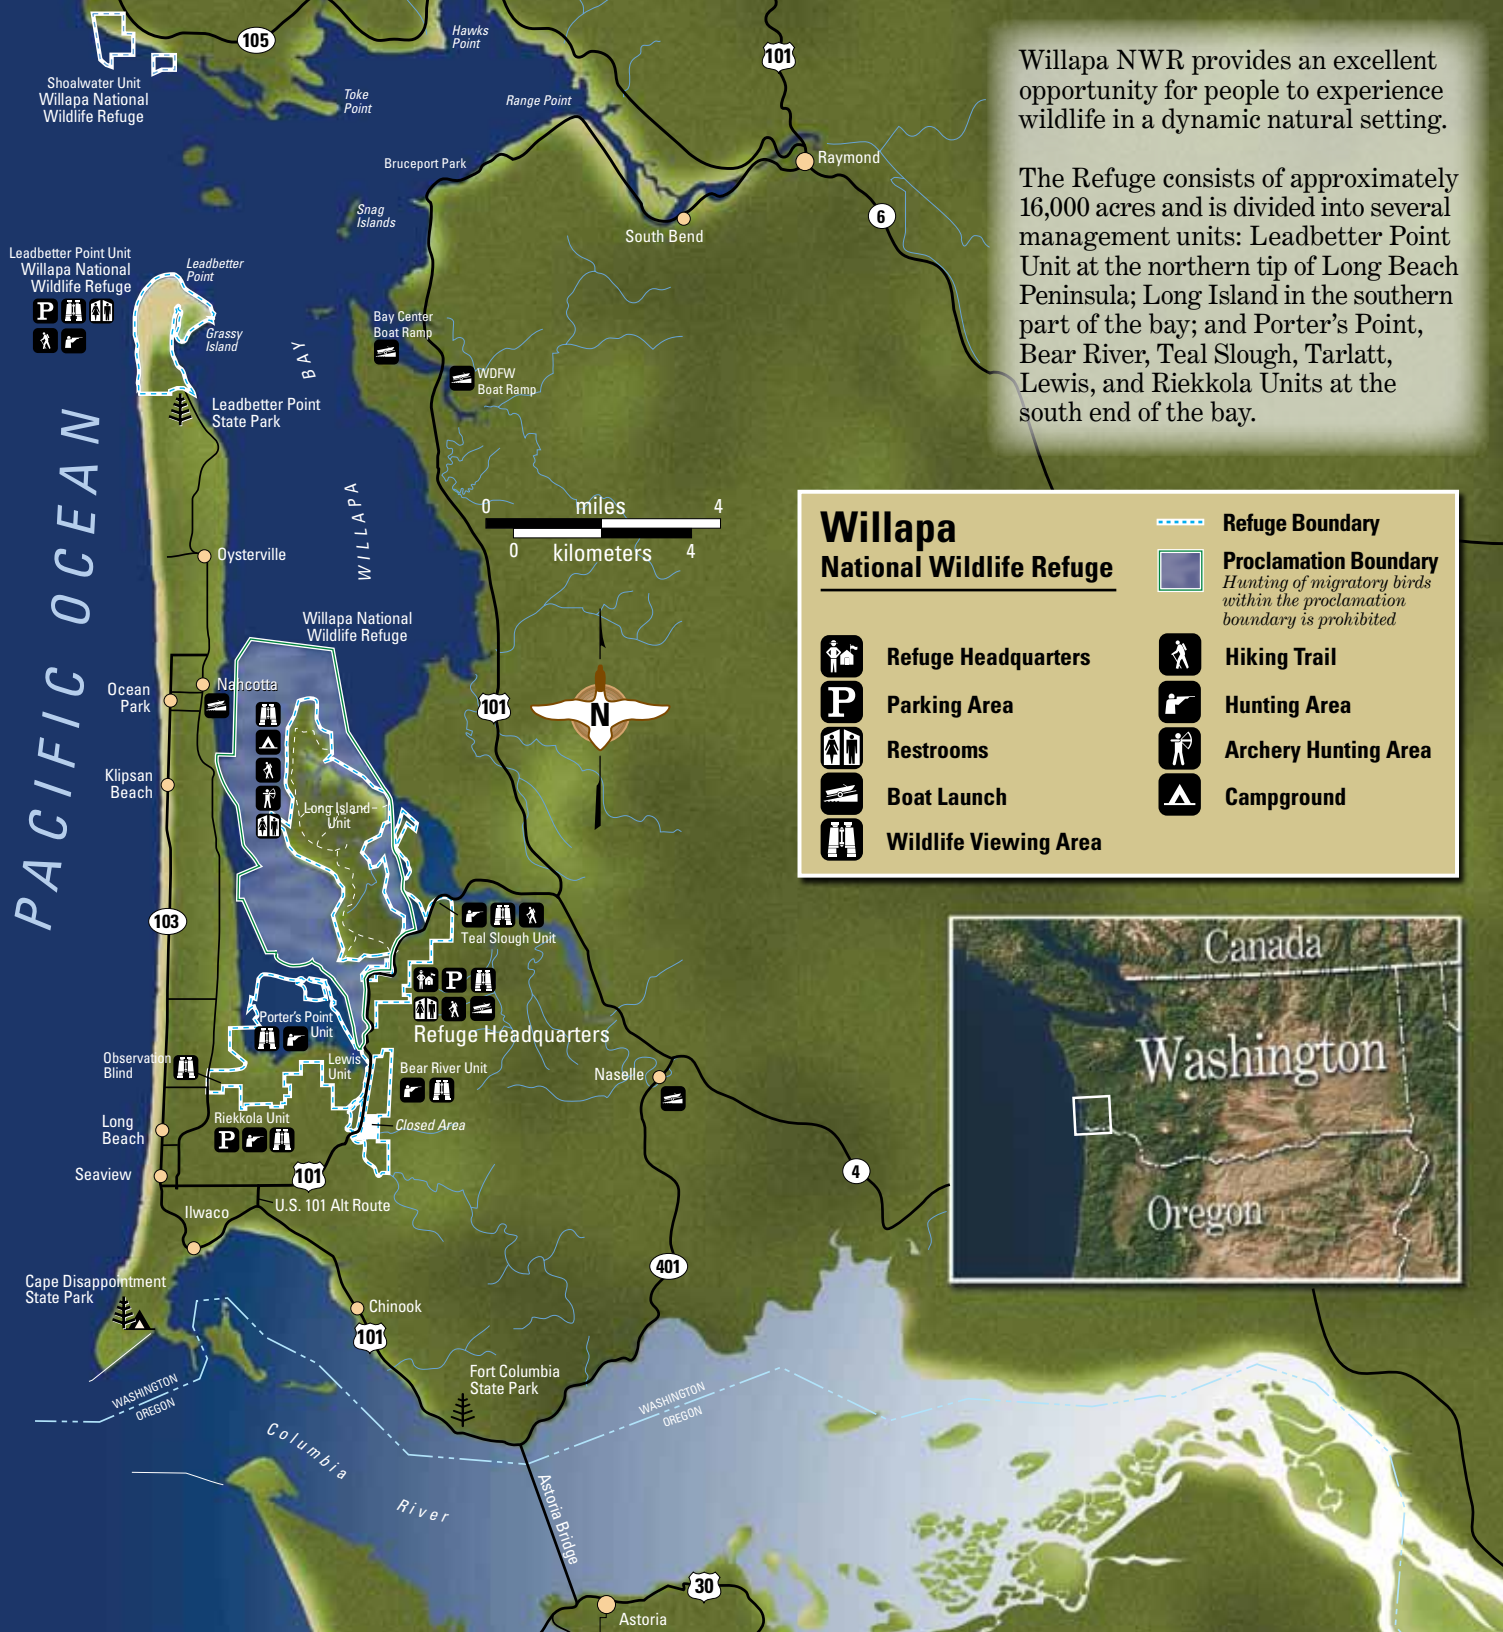 105
Hawks
Point
101
Shoalwater Unit
Willapa National
Wildlife Refuge
Toke
Point
Range Point
Bruceport Park
Raymond
Snag
Islands
6
South Bend
Willapa NWR provides an excellent
opportunity for people to experience
wildlife in a dynamic natural setting.
The Refuge consists of approximately
16,000 acres and is divided into several
management units: Leadbetter Point
Unit at the northern tip of Long Beach
Peninsula; Long Island in the southern
part of the bay; and Porter's Point,
Bear River, Teal Slough, Tarlatt,
Lewis, and Riekkola Units at the
south end of the bay.
Leadbetter Point Unit
Willapa National
Wildlife Refuge
P
Leadbetter
Point
Grassy
Island
Bay Center
Boat Ramp
WDFW
Boat Ramp
Leadbetter Point
State Park
WILLAPA BAY
PACIFIC OCEAN
0 miles 4
0 kilometers 4
Oysterville
Willapa National
Wildlife Refuge
Nahcotta
Ocean
Park
Klipsan
Beach
101
N
Long Island
Unit
103
Teal Slough Unit
P
Refuge Headquarters
Porter's Point
Unit
Observation
Blind
Lewis
Unit
Bear River Unit
Naselle
Long
Beach
Riekkola Unit
P
Closed Area
Seaview
101
U.S. 101 Alt Route
Ilwaco
4
401
Cape Disappointment
State Park
Chinook
101
Fort Columbia
State Park
WASHINGTON
OREGON
WASHINGTON
OREGON
Columbia
River
Astoria Bridge
30
Astoria
Willapa
National Wildlife Refuge
Refuge Boundary
Proclamation Boundary
Hunting of migratory birds
within the proclamation
boundary is prohibited
Refuge Headquarters
P Parking Area
Restrooms
Boat Launch
Wildlife Viewing Area
Hiking Trail
Hunting Area
Archery Hunting Area
Campground
Canada
Washington
Oregon